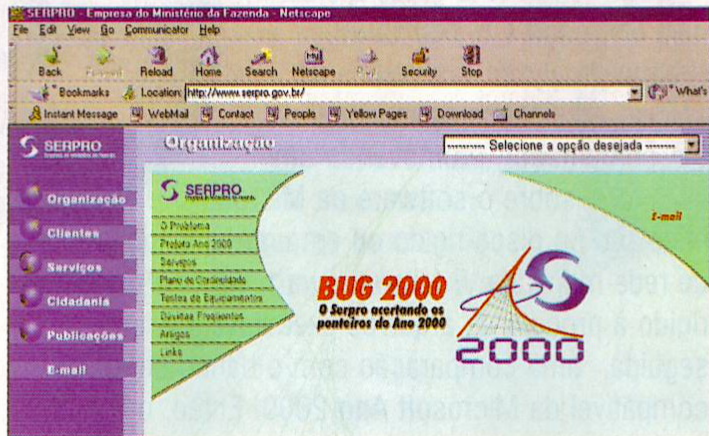 SERPRO - Empresa do Ministério da Fazenda - Netscape
File Edit View Go Communicator Help
Back Forward Reload Home Search Netscape Print Security Stop
Bookmarks Location: http://www.serpro.gov.br/ What's
Instant Message WebMail Contact People Yellow Pages Download Channels
SERPRO
Organização
---------- Selecione a opção desejada --------
Organização
Clientes
Serviços
Cidadania
Publicações
E-mail
SERPRO
O Problema
Projeto Ano 2000
Serviços
Plano de Continuidade
Testes de Equipamentos
Dúvidas Freqüentes
Artigos
Links
BUG 2000
O Serpro acertando os
ponteiros do Ano 2000
2000
E-mail